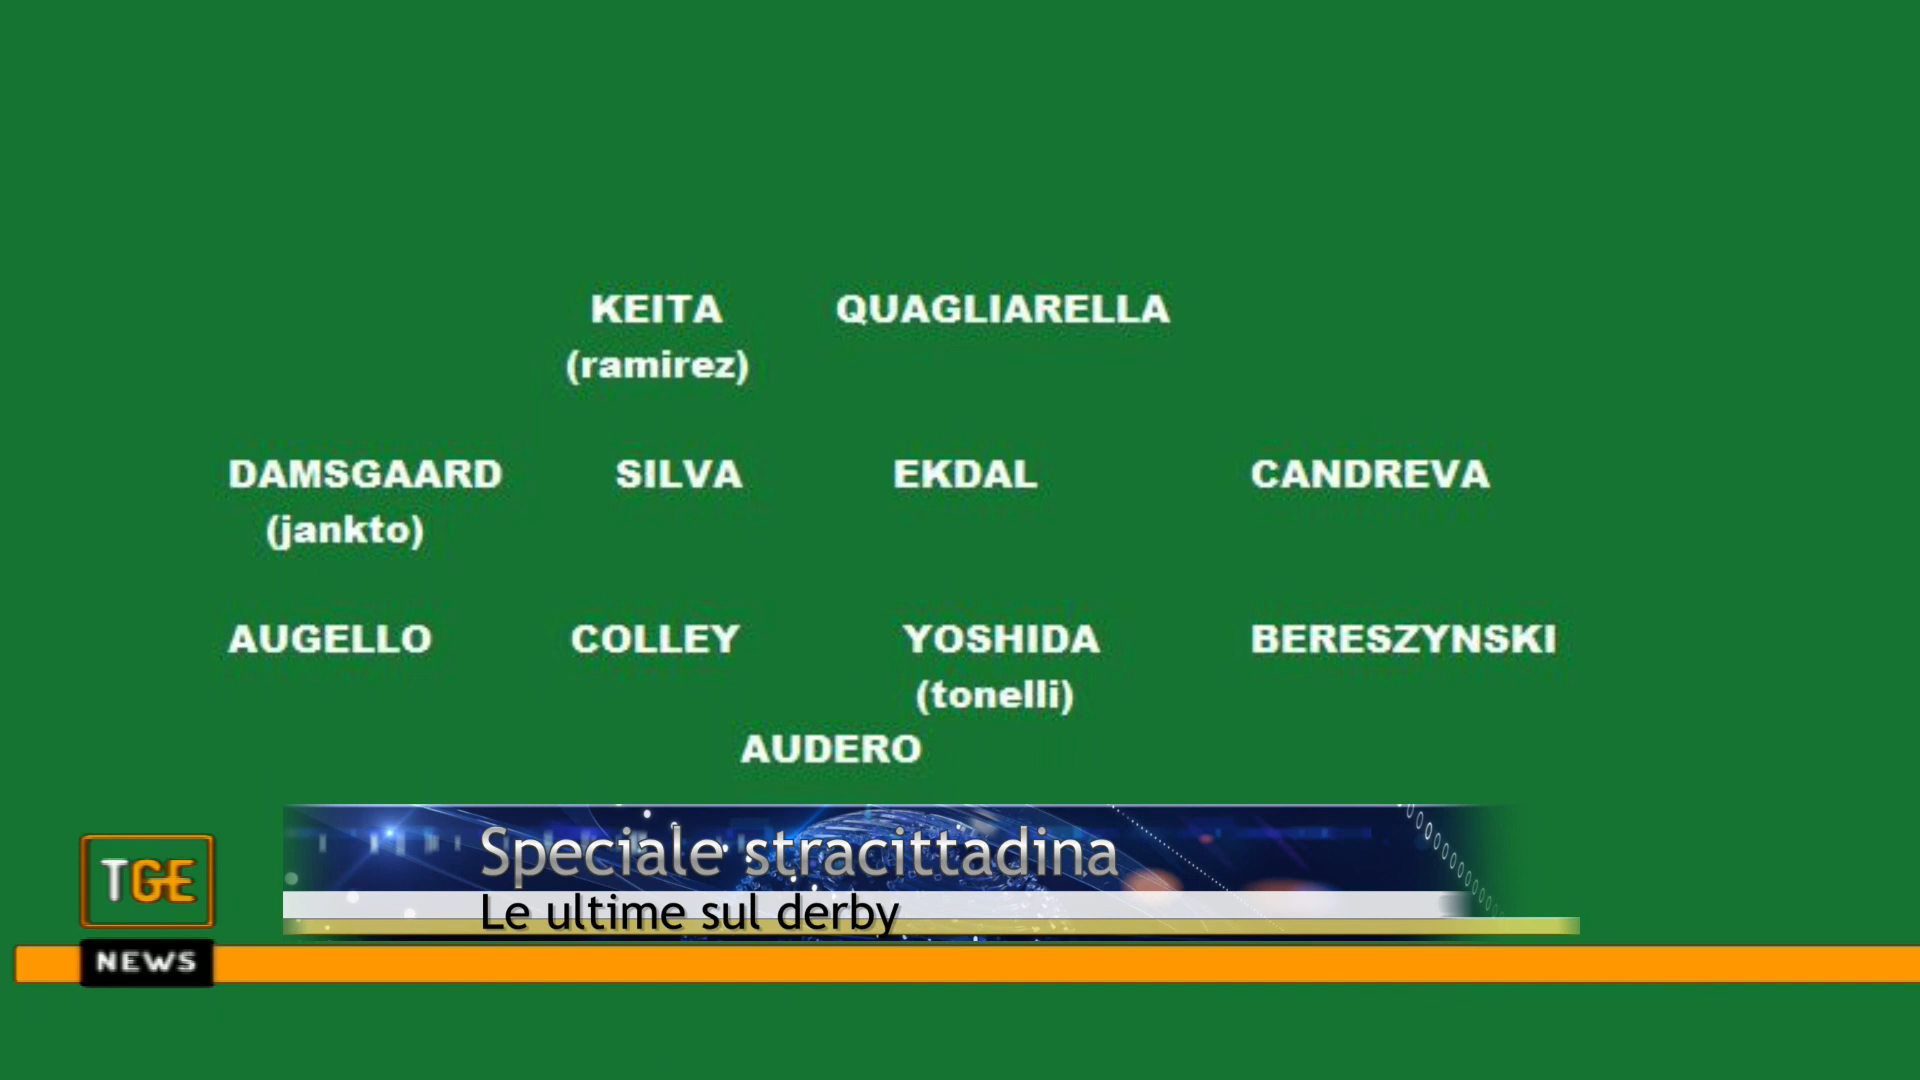 KEITA QUAGLIARELLA
(ramirez)
DAMSGAARD SILVA EKDAL CANDREVA
(jankto)
AUGELLO COLLEY YOSHIDA BERESZYNSKI
(tonelli)
AUDERO
Speciale stracittadina
Le ultime sul derby
TGE
NEWS